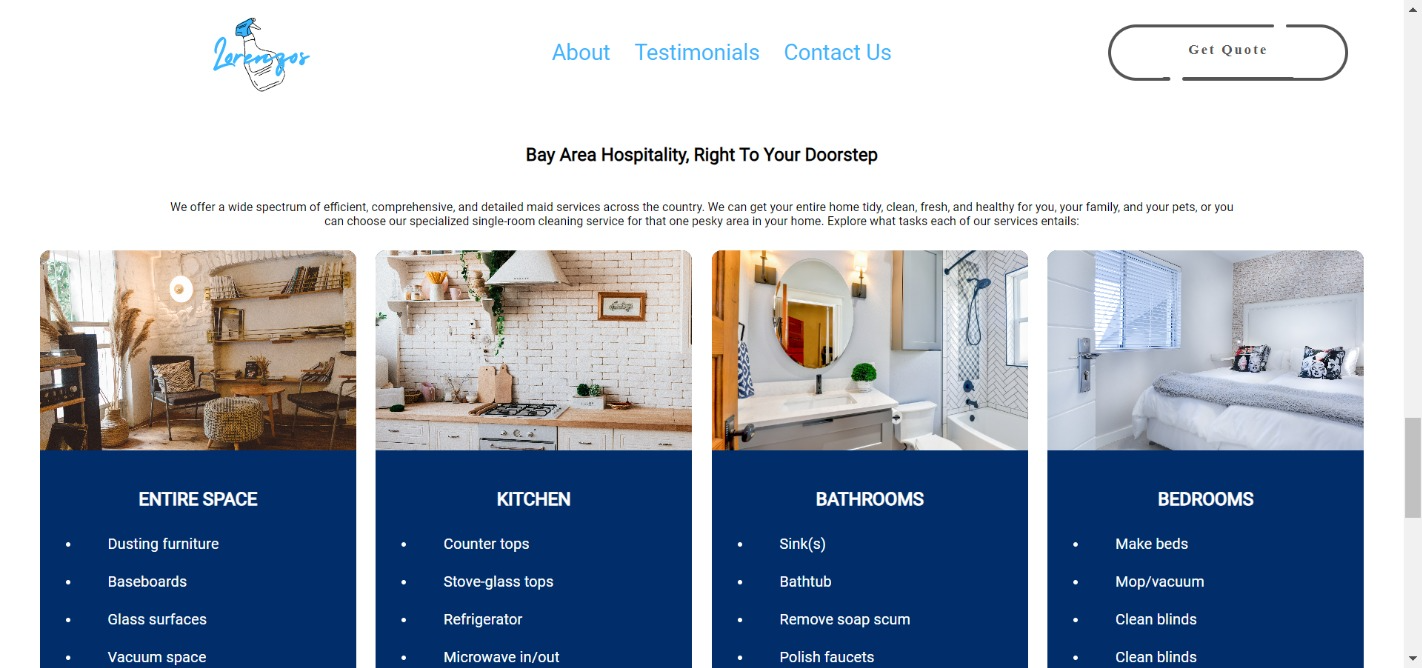 Lorenzos
About Testimonials Contact Us
Get Quote
Bay Area Hospitality, Right To Your Doorstep
We offer a wide spectrum of efficient, comprehensive, and detailed maid services across the country. We can get your entire home tidy, clean, fresh, and healthy for you, your family, and your pets, or you
can choose our specialized single-room cleaning service for that one pesky area in your home. Explore what tasks each of our services entails:
ENTIRE SPACE
• Dusting furniture
• Baseboards
• Glass surfaces
• Vacuum space
KITCHEN
• Counter tops
• Stove-glass tops
• Refrigerator
• Microwave in/out
BATHROOMS
• Sink(s)
• Bathtub
• Remove soap scum
• Polish faucets
BEDROOMS
• Make beds
• Mop/vacuum
• Clean blinds
• Clean blinds